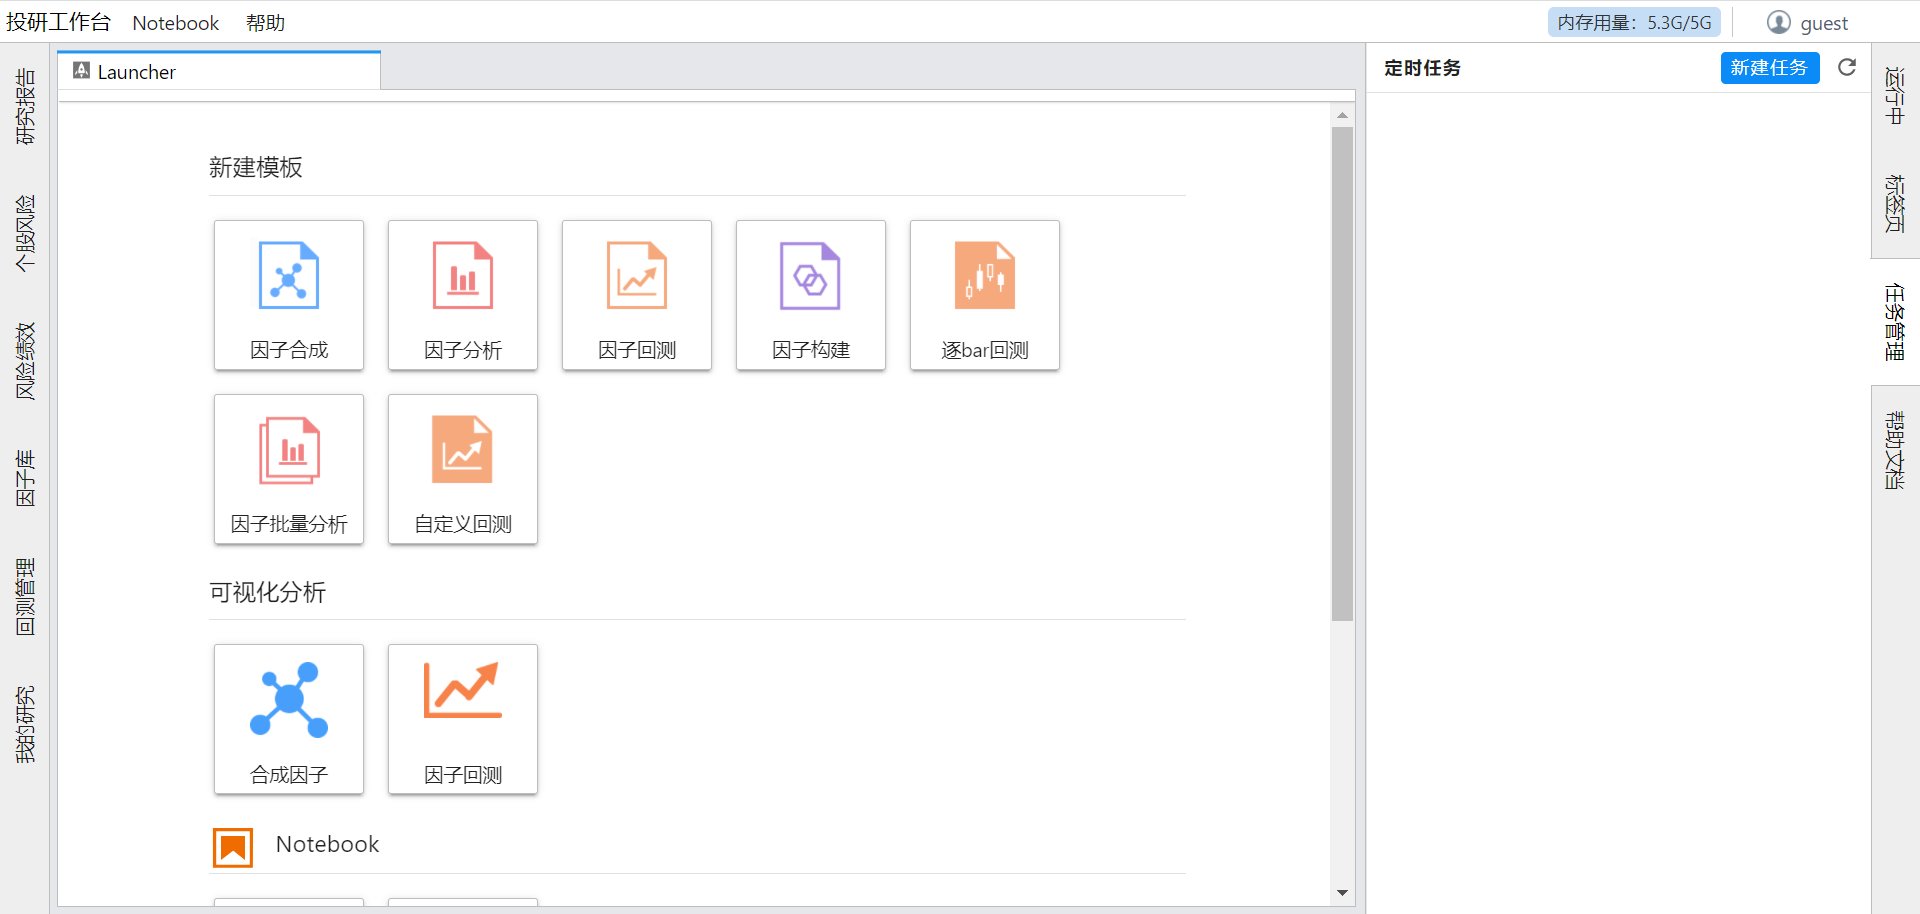 投研工作台 Notebook 帮助 内存用量：5.3G/5G guest
研究报告
个股风险
风险绩效
因子库
回测管理
我的研究
Launcher
新建模板
因子合成 因子分析 因子回测 因子构建 逐bar回测
因子批量分析 自定义回测
可视化分析
合成因子 因子回测
Notebook
定时任务 新建任务
运行中
标签页
任务管理
帮助文档